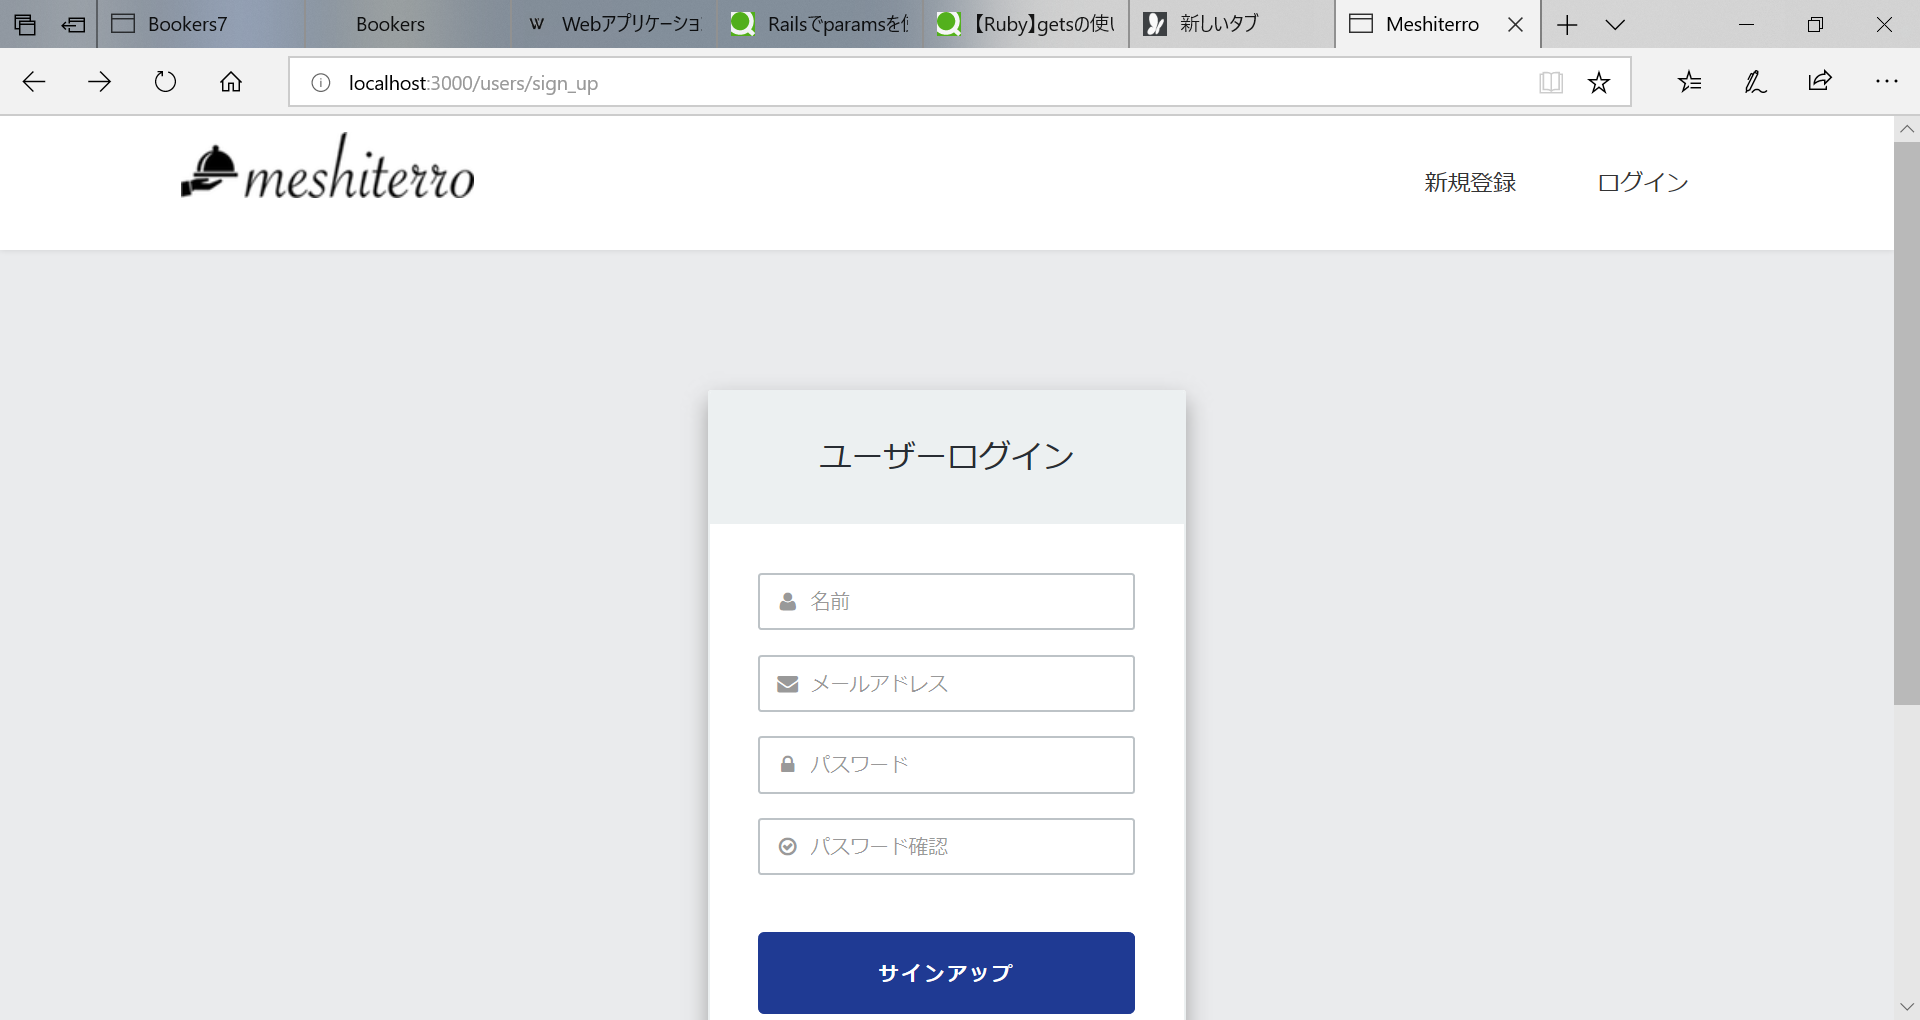 Bookers7
Bookers
W Webアプリケーショ
Railsでparamsを
【Ruby】getsの使い
新しいタブ
Meshiterro
localhost:3000/users/sign_up
meshiterro
新規登録
ログイン
ユーザーログイン
名前
メールアドレス
パスワード
パスワード確認
サインアップ